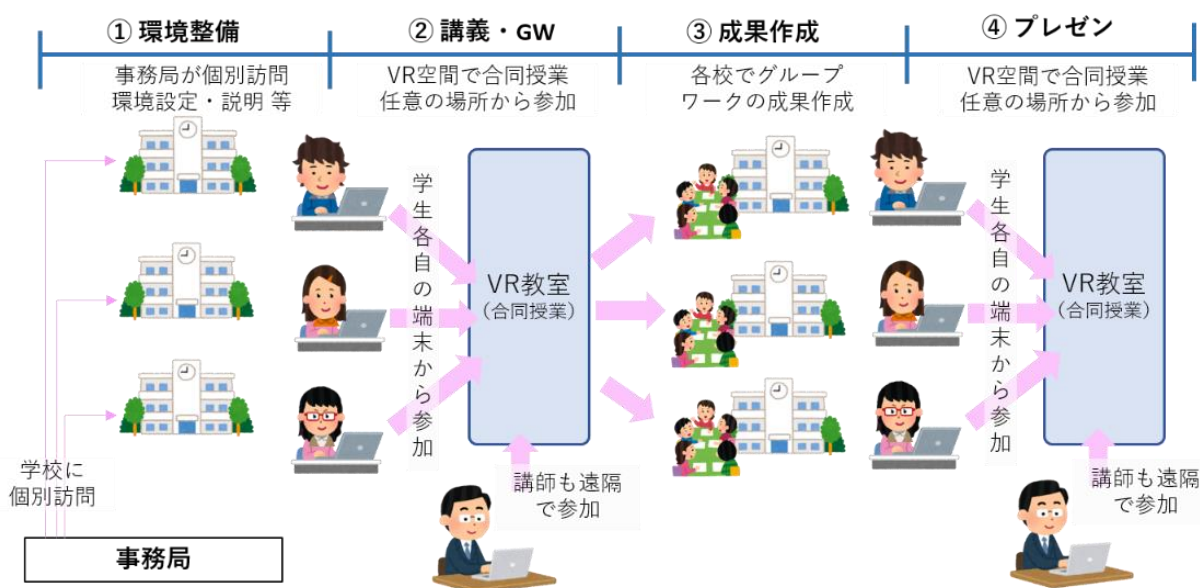 ① 環境整備
② 講義・GW
③ 成果作成
④ プレゼン
事務局が個別訪問
環境設定・説明 等
VR空間で合同授業
任意の場所から参加
各校でグループ
ワークの成果作成
VR空間で合同授業
任意の場所から参加
学生各自の端末から参加
VR教室
（合同授業）
学生各自の端末から参加
VR教室
（合同授業）
学校に
個別訪問
講師も遠隔
で参加
講師も遠隔
で参加
事務局